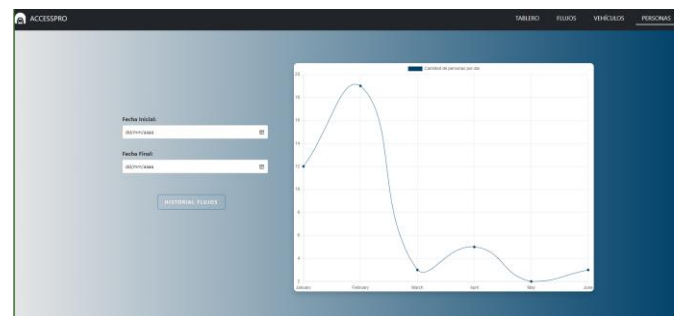 ACCESSPRO
TABLERO FLUJOS VEHÍCULOS PERSONAS
Cantidad de personas por día
Fecha Inicial:
dd/mm/aaaa
Fecha Final:
dd/mm/aaaa
HISTORIAL FLUJOS
20
18
16
14
12
10
8
6
4
2
January February March April May June